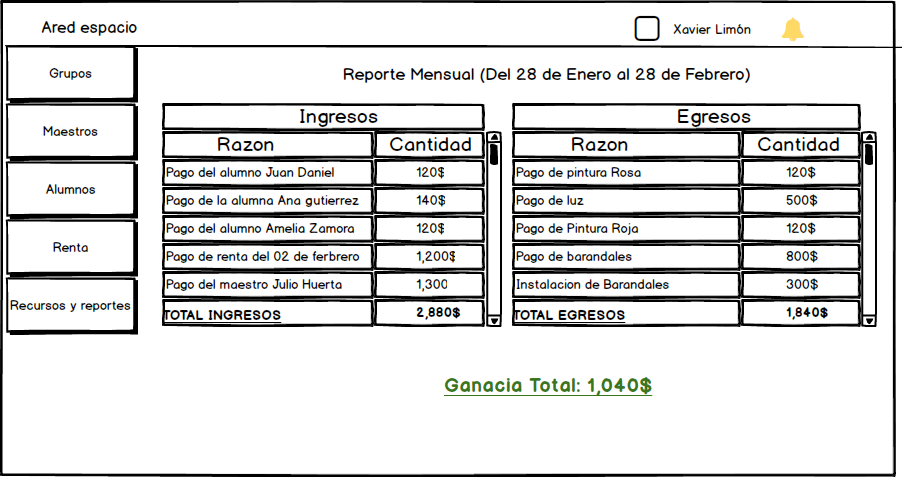 Ared espacio
Xavier Limón
Grupos
Maestros
Alumnos
Renta
Recursos y reportes
Reporte Mensual (Del 28 de Enero al 28 de Febrero)
Ingresos
Razon Cantidad
Pago del alumno Juan Daniel 120$
Pago de la alumna Ana gutierrez 140$
Pago del alumno Amelia Zamora 120$
Pago de renta del 02 de ferbrero 1,200$
Pago del maestro Julio Huerta 1,300
TOTAL INGRESOS 2,880$
Egresos
Razon Cantidad
Pago de pintura Rosa 120$
Pago de luz 500$
Pago de Pintura Roja 120$
Pago de barandales 800$
Instalacion de Barandales 300$
TOTAL EGRESOS 1,840$
Ganacia Total: 1,040$